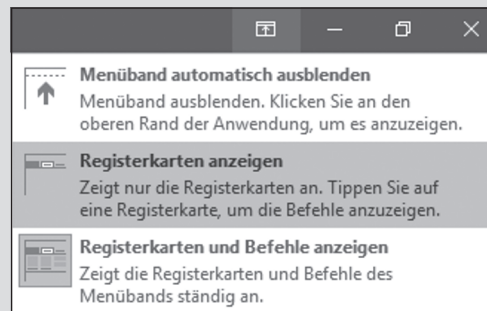 Menüband automatisch ausblenden
Menüband ausblenden. Klicken Sie an den
oberen Rand der Anwendung, um es anzuzeigen.
Registerkarten anzeigen
Zeigt nur die Registerkarten an. Tippen Sie auf
eine Registerkarte, um die Befehle anzuzeigen.
Registerkarten und Befehle anzeigen
Zeigt die Registerkarten und Befehle des
Menübands ständig an.